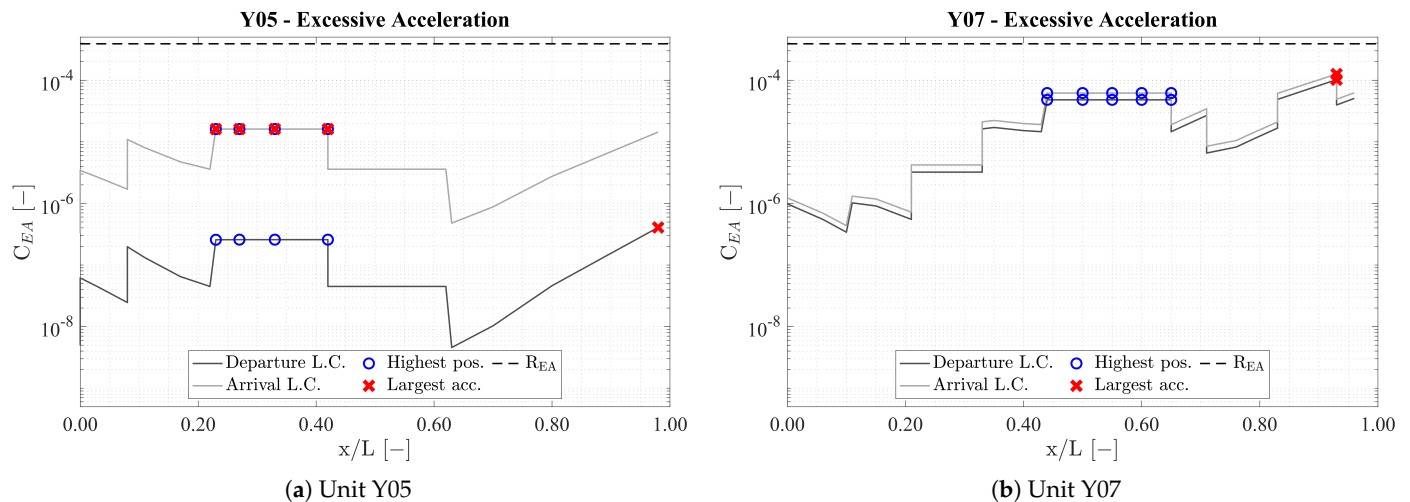 Y05 - Excessive Acceleration
C_EA [−]
10^-4
10^-6
10^-8
Departure L.C.
Highest pos.
R_EA
Arrival L.C.
Largest acc.
0.00 0.20 0.40 0.60 0.80 1.00
x/L [−]
(a) Unit Y05
Y07 - Excessive Acceleration
C_EA [−]
10^-4
10^-6
10^-8
Departure L.C.
Highest pos.
R_EA
Arrival L.C.
Largest acc.
0.00 0.20 0.40 0.60 0.80 1.00
x/L [−]
(b) Unit Y07